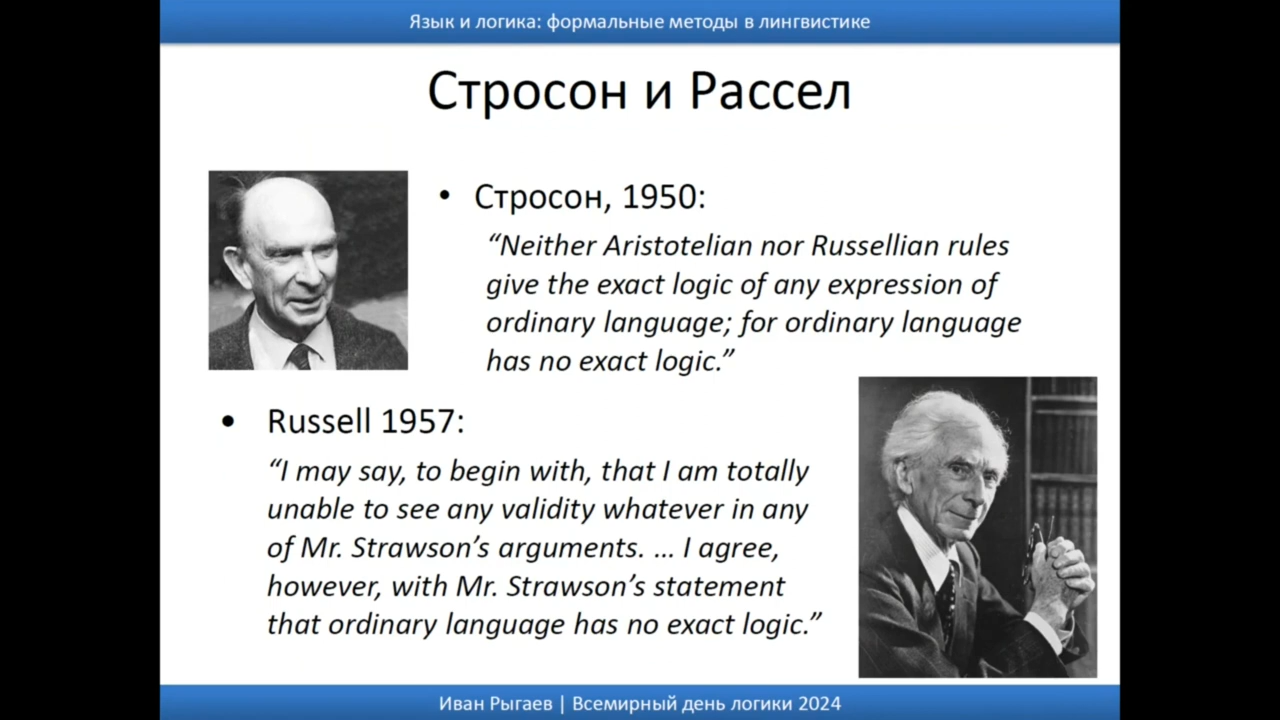 Язык и логика: формальные методы в лингвистике
Стросон и Рассел
• Стросон, 1950:
“Neither Aristotelian nor Russellian rules
give the exact logic of any expression of
ordinary language; for ordinary language
has no exact logic.”
• Russell 1957:
“I may say, to begin with, that I am totally
unable to see any validity whatever in any
of Mr. Strawson’s arguments. … I agree,
however, with Mr. Strawson’s statement
that ordinary language has no exact logic.”
Иван Рыгаев | Всемирный день логики 2024